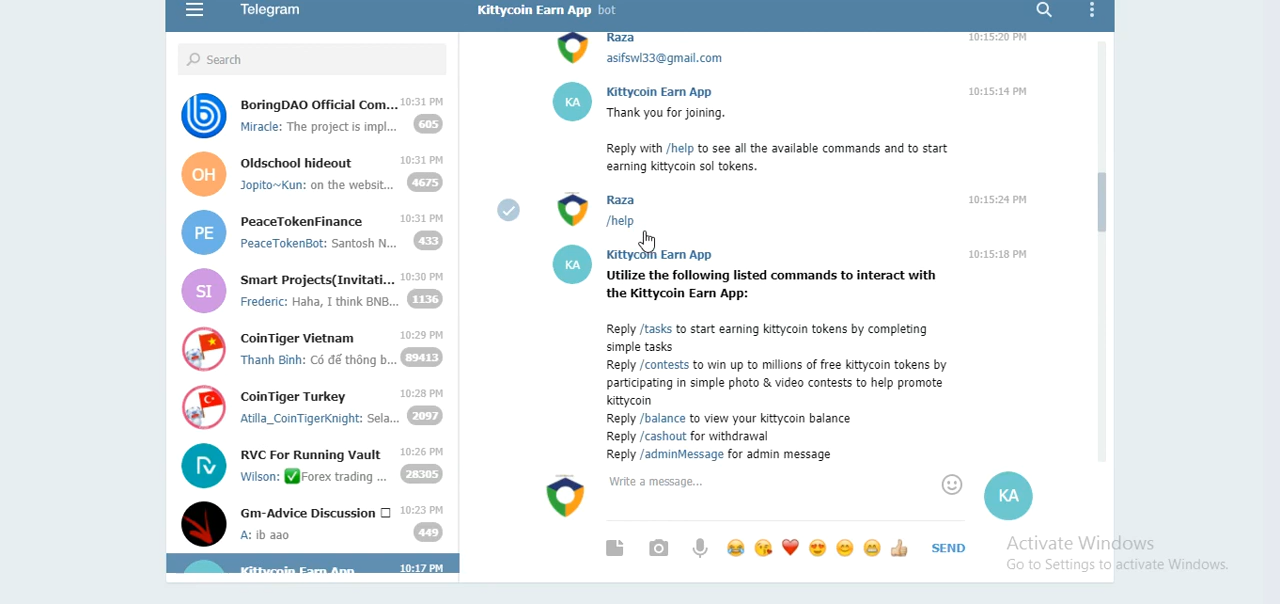 Telegram
Kittycoin Earn App bot
Search
BoringDAO Official Com... 10:31 PM
Miracle: The project is impl... 605
OH
Oldschool hideout 10:31 PM
Jopito~Kun: on the websit... 4675
PE
PeaceTokenFinance 10:31 PM
PeaceTokenBot: Santosh N... 433
SI
Smart Projects(Invitati... 10:30 PM
Frederic: Haha, I think BNB... 1136
CoinTiger Vietnam 10:29 PM
Thanh Bình: Có để thông b... 89413
CoinTiger Turkey 10:28 PM
Atilla_CoinTigerKnight: Sela... 2097
RVC For Running Vault 10:26 PM
Wilson: ✅Forex trading ... 28305
Gm-Advice Discussion □ 10:23 PM
A: ib aao 449
Kittycoin Earn App 10:17 PM
Raza 10:15:20 PM
asifswl33@gmail.com
KA
Kittycoin Earn App 10:15:14 PM
Thank you for joining.
Reply with /help to see all the available commands and to start
earning kittycoin sol tokens.
Raza 10:15:24 PM
/help
KA
Kittycoin Earn App 10:15:18 PM
Utilize the following listed commands to interact with
the Kittycoin Earn App:
Reply /tasks to start earning kittycoin tokens by completing
simple tasks
Reply /contests to win up to millions of free kittycoin tokens by
participating in simple photo & video contests to help promote
kittycoin
Reply /balance to view your kittycoin balance
Reply /cashout for withdrawal
Reply /adminMessage for admin message
Write a message...
KA
😂 😘 ❤️ 😍 😊 😁 👍 SEND
Activate Windows
Go to Settings to activate Windows.